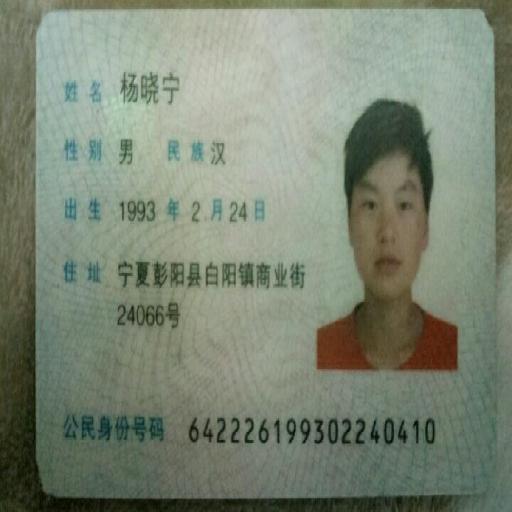 姓名 杨晓宁
性别 男 民族 汉
出生 1993 年 2 月 24 日
住址 宁夏彭阳县白阳镇商业街
24066号
公民身份号码 642226199302240410